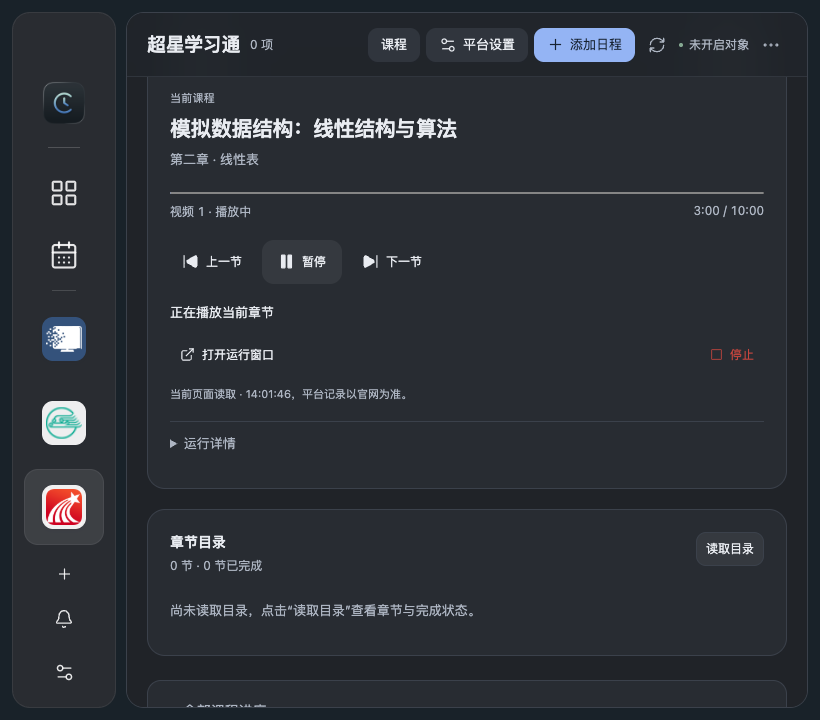 超星学习通 0 项 课程 平台设置 添加日程 未开启对象
当前课程
模拟数据结构：线性结构与算法
第二章 · 线性表
视频 1 · 播放中 3:00 / 10:00
上一节 暂停 下一节
正在播放当前章节
打开运行窗口 停止
当前页面读取 · 14:01:46，平台记录以官网为准。
运行详情
章节目录 读取目录
0 节 · 0 节已完成
尚未读取目录，点击“读取目录”查看章节与完成状态。